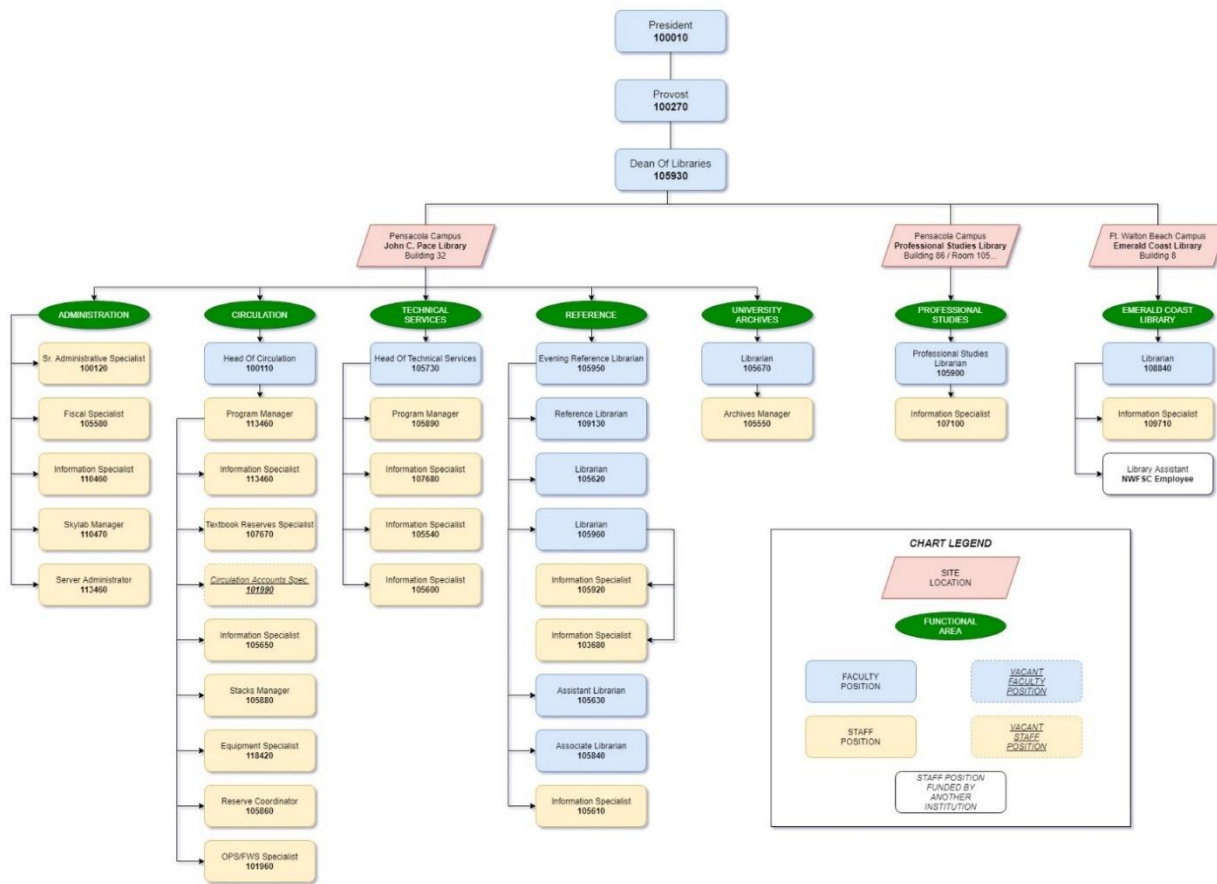 President
100010
Provost
100270
Dean Of Libraries
105930
Pensacola Campus
John C. Pace Library
Building 32
Pensacola Campus
Professional Studies Library
Building 86 / Room 105...
Ft. Walton Beach Campus
Emerald Coast Library
Building 8
ADMINISTRATION
CIRCULATION
TECHNICAL
SERVICES
REFERENCE
UNIVERSITY
ARCHIVES
PROFESSIONAL
STUDIES
EMERALD COAST
LIBRARY
Sr. Administrative Specialist
100120
Fiscal Specialist
105580
Information Specialist
110460
Skylab Manager
110470
Server Administrator
113460
Head Of Circulation
100110
Program Manager
113460
Information Specialist
113460
Textbook Reserves Specialist
107670
Circulation Accounts Spec.
101990
Information Specialist
105650
Stacks Manager
105880
Equipment Specialist
118420
Reserve Coordinator
105860
OPS/FWS Specialist
101960
Head Of Technical Services
105730
Program Manager
105890
Information Specialist
107680
Information Specialist
105540
Information Specialist
105600
Evening Reference Librarian
105950
Reference Librarian
109130
Librarian
105620
Librarian
105960
Information Specialist
105920
Information Specialist
103680
Assistant Librarian
105630
Associate Librarian
105840
Information Specialist
105610
Librarian
105670
Archives Manager
105550
Professional Studies
Librarian
105900
Information Specialist
107100
Librarian
108840
Information Specialist
109710
Library Assistant
NWFSC Employee
CHART LEGEND
SITE
LOCATION
FUNCTIONAL
AREA
FACULTY
POSITION
VACANT
FACULTY
POSITION
STAFF
POSITION
VACANT
STAFF
POSITION
STAFF POSITION
FUNDED BY
ANOTHER
INSTITUTION